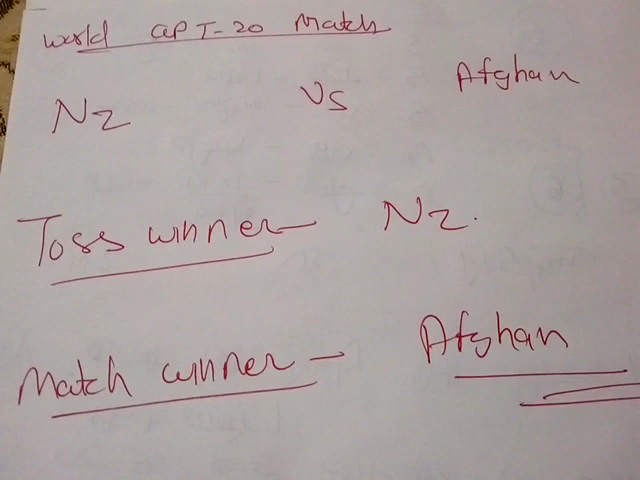 World cup T-20 Match
NZ Vs Afghan
Toss winner - NZ.
Match winner - Afghan